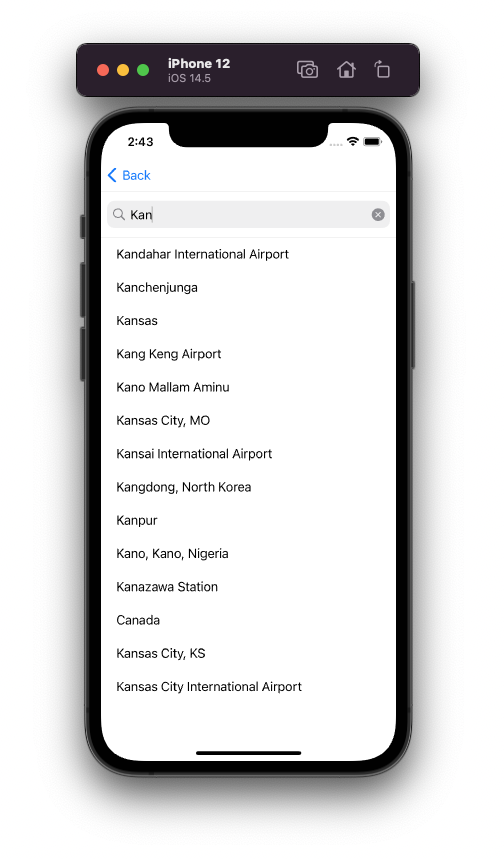 iPhone 12
iOS 14.5
2:43
Back
Kan
Kandahar International Airport
Kanchenjunga
Kansas
Kang Keng Airport
Kano Mallam Aminu
Kansas City, MO
Kansai International Airport
Kangdong, North Korea
Kanpur
Kano, Kano, Nigeria
Kanazawa Station
Canada
Kansas City, KS
Kansas City International Airport